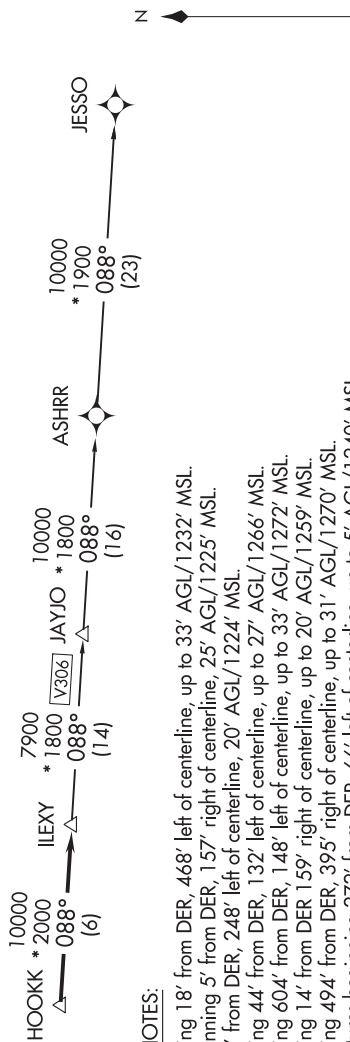 N
HOOKK
10000
* 2000
088°
(6)
ILEXY
7900
* 1800
088°
(14)
V306
JAYJO
10000
* 1800
088°
(16)
ASHRR
10000
* 1900
088°
(23)
JESSO
NOTES:
ng 18' from DER, 468' left of centerline, up to 33' AGL/1232' MSL.
nning 5' from DER, 157' right of centerline, 25' AGL/1225' MSL.
' from DER, 248' left of centerline, 20' AGL/1224' MSL.
ng 44' from DER, 132' left of centerline, up to 27' AGL/1266' MSL.
ng 604' from DER, 148' left of centerline, up to 33' AGL/1272' MSL.
ng 14' from DER 159' right of centerline, up to 20' AGL/1259' MSL.
ng 494' from DER, 395' right of centerline, up to 31' AGL/1270' MSL.